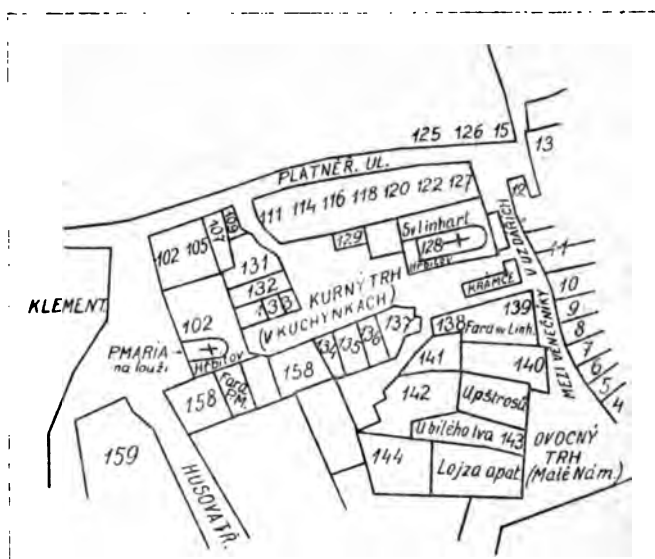 125 126 15
13
PLATNÉŘ. UL.
111 114 116 118 120 122 127
12
109
107
102 105
129
Sv. linhart
128
Hřbitov
V JEZDÁŘICH
11
131
132
133
KURNÝ TRH
(V KUCHYNKÁCH)
KRÁMCE
10
139
9
KLEMENT.
102
137
138
Fara sv. Linh.
8
MEZI VĚNEČNÍKY
136
135
134
7
PMARIA
na louži
Hřbitov
141
140
6
5
158
Fara P.M.
158
142
Upštrosů
4
U bílého lva
143
OVOCNÝ
TRH
(Malé Nám.)
159
HUSOVA TŘ.
144
Lojza apat.